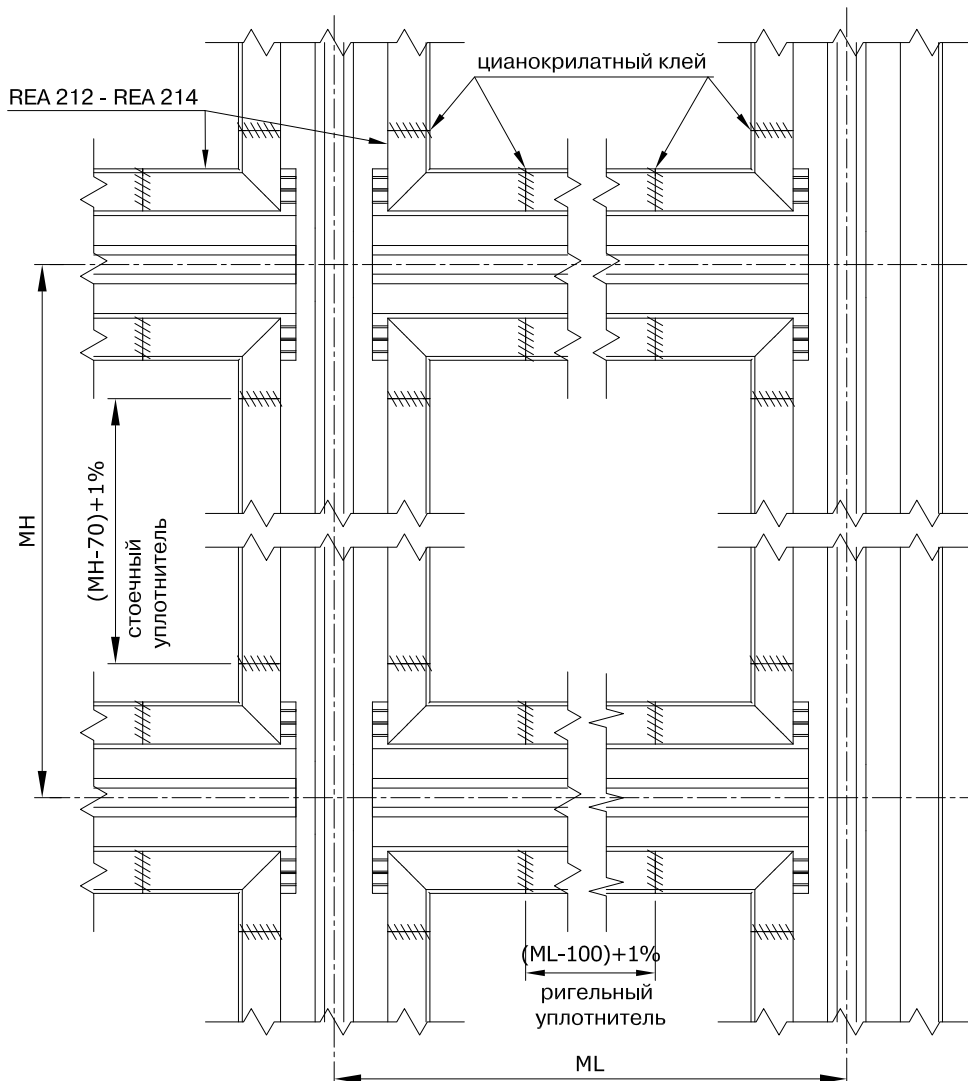 цианокрилатный клей
REA 212 - REA 214
MH
(MH-70)+1%
стоечный
уплотнитель
(ML-100)+1%
ригельный
уплотнитель
ML